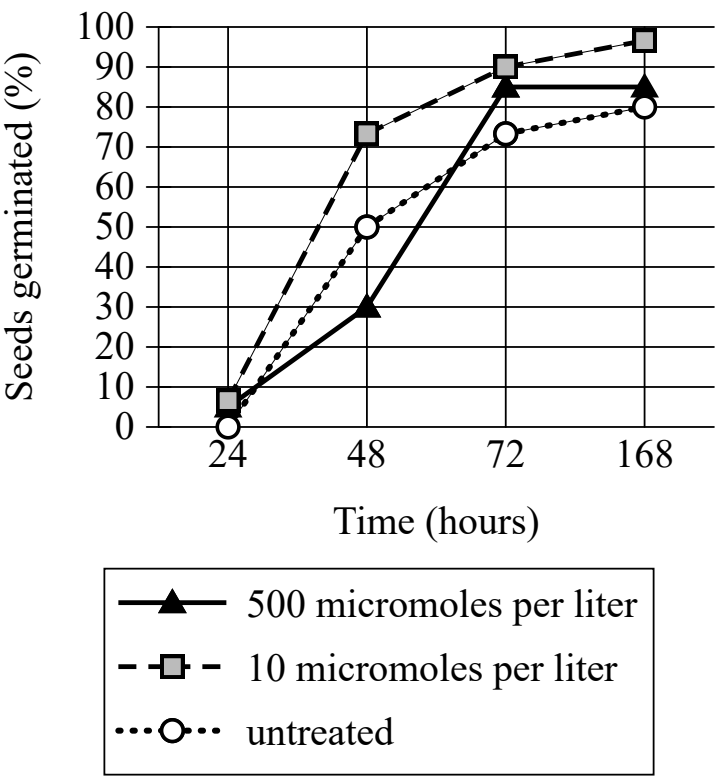 100
90
80
70
60
50
40
30
20
10
0
Seeds germinated (%)
24 48 72 168
Time (hours)
500 micromoles per liter
10 micromoles per liter
untreated